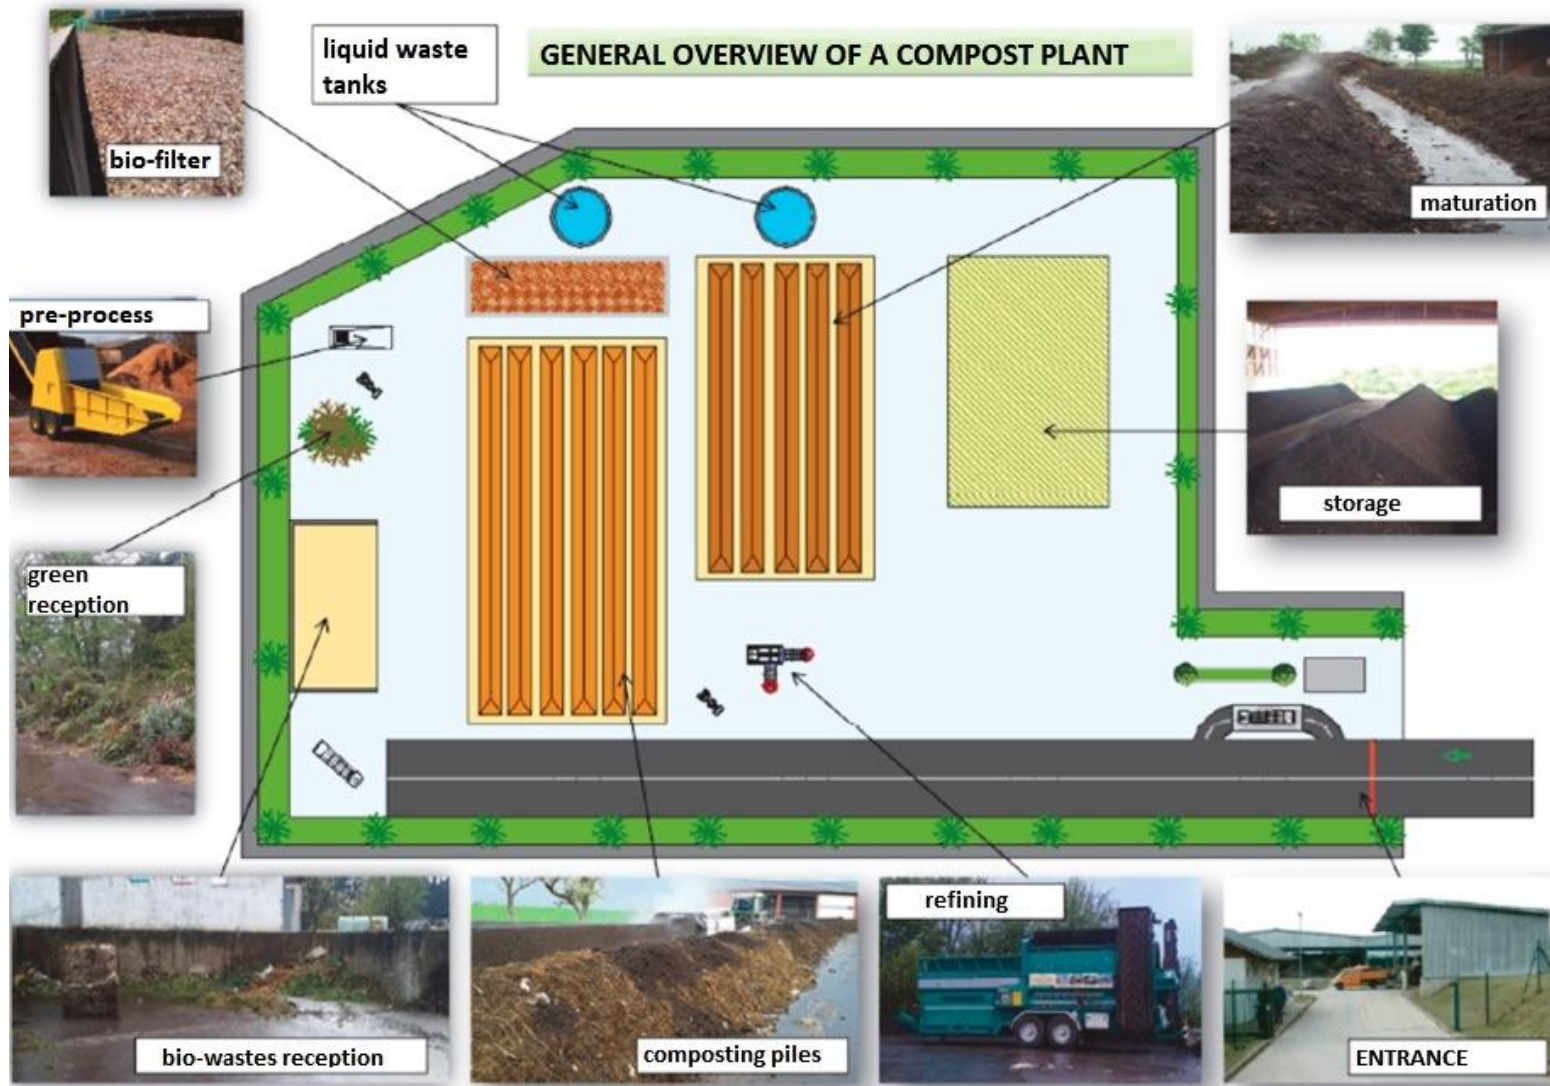 GENERAL OVERVIEW OF A COMPOST PLANT
liquid waste
tanks
bio-filter
maturation
pre-process
storage
green
reception
bio-wastes reception
composting piles
refining
ENTRANCE